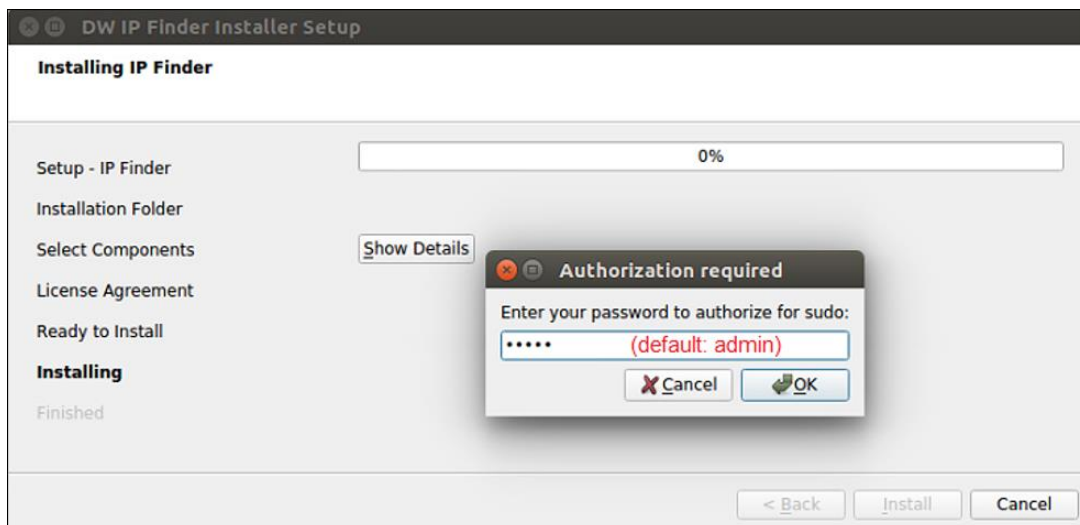 DW IP Finder Installer Setup
Installing IP Finder
0%
Setup - IP Finder
Installation Folder
Select Components
Show Details
License Agreement
Ready to Install
Installing
Finished
Authorization required
Enter your password to authorize for sudo:
••••• (default: admin)
Cancel OK
< Back Install Cancel